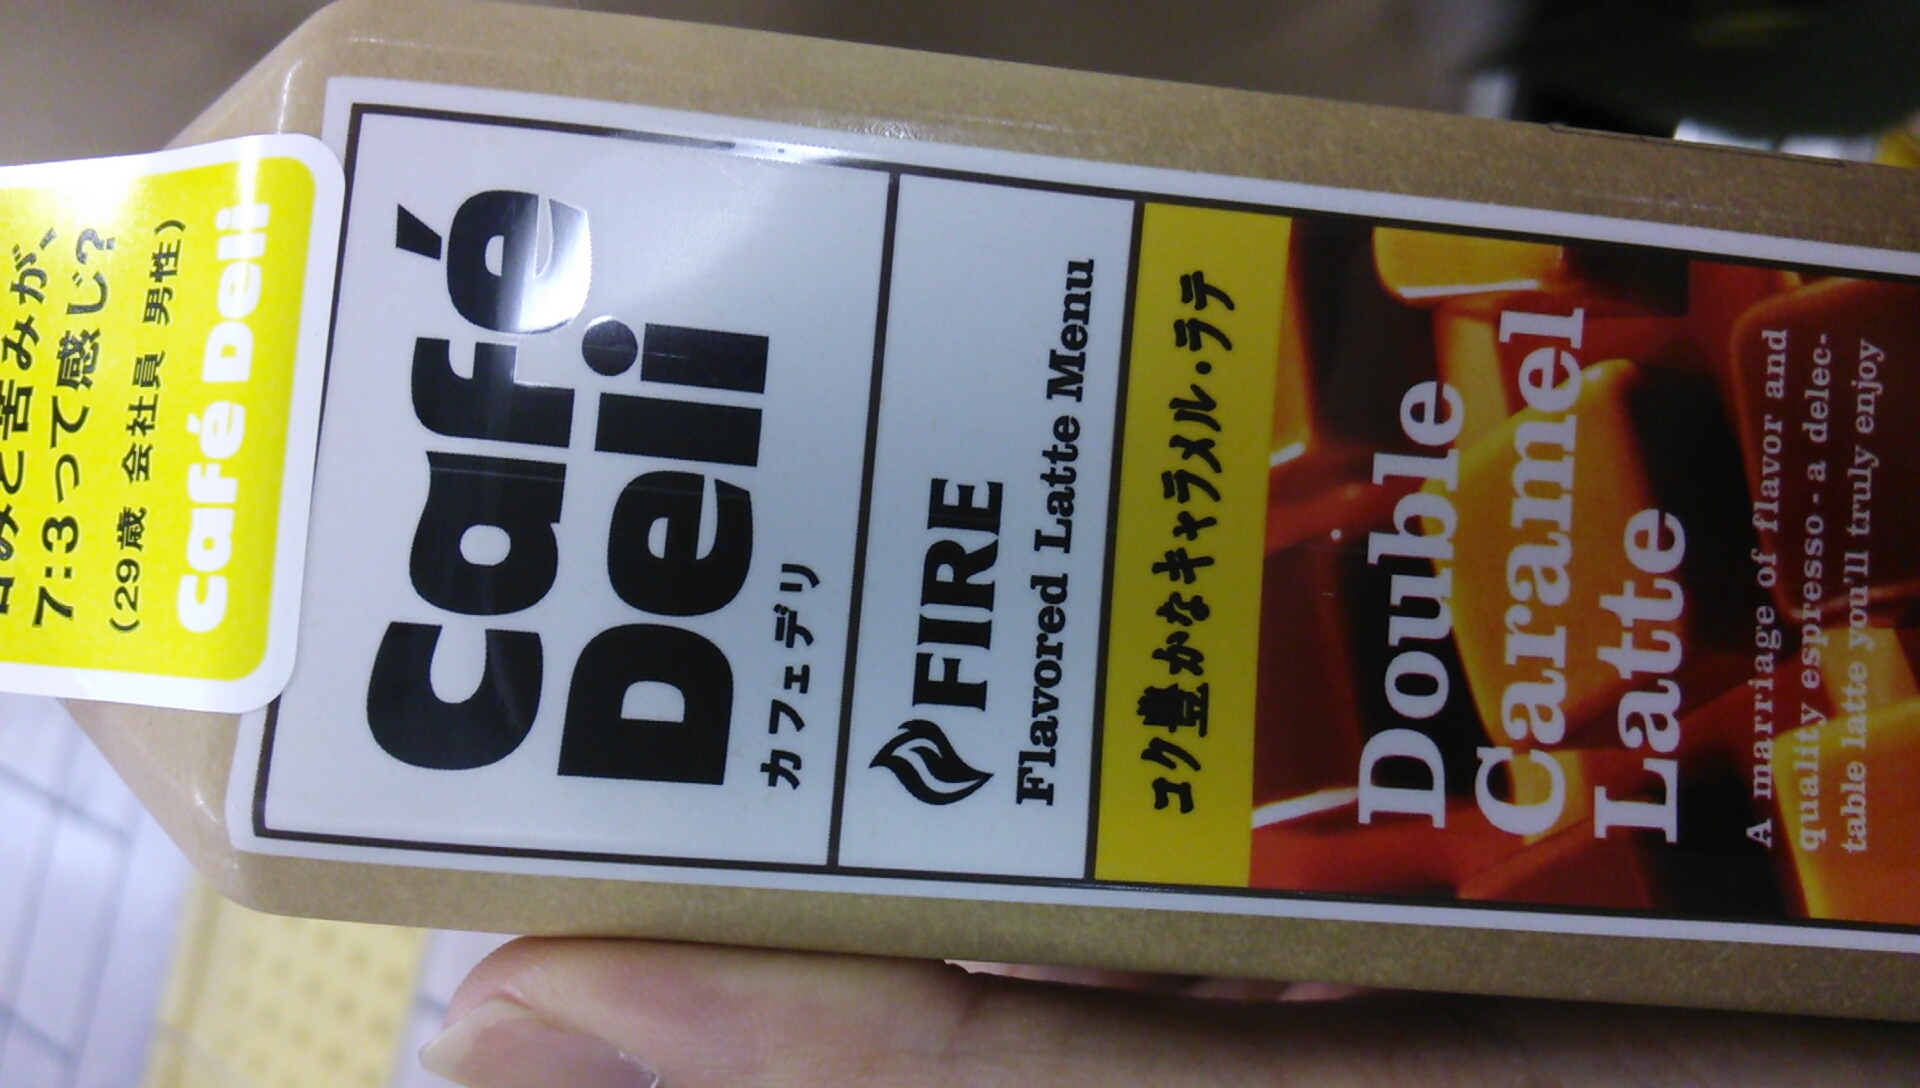 7:3って感じ?
(29歳 会社員 男性)
Café Deli
Café
Deli
カフェデリ
FIRE
Flavored Latte Menu
コク豊かなキャラメル・ラテ
Double
Caramel
Latte
A marriage of flavor and
quality espresso - a delec-
table latte you'll truly enjoy